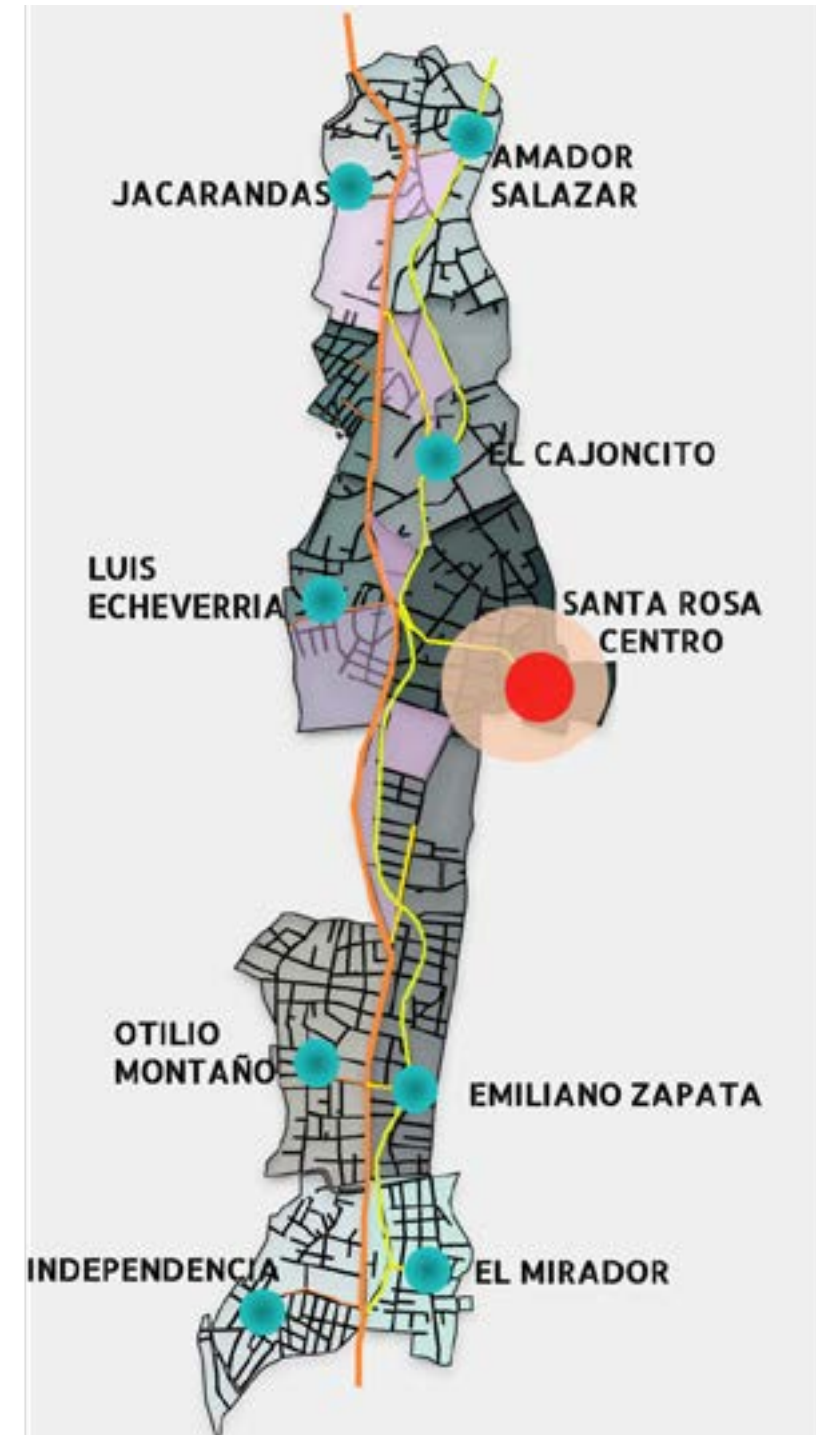 AMADOR
SALAZAR
JACARANDAS
EL CAJONCITO
LUIS
ECHEVERRIA
SANTA ROSA
CENTRO
OTILIO
MONTAÑO
EMILIANO ZAPATA
INDEPENDENCIA
EL MIRADOR